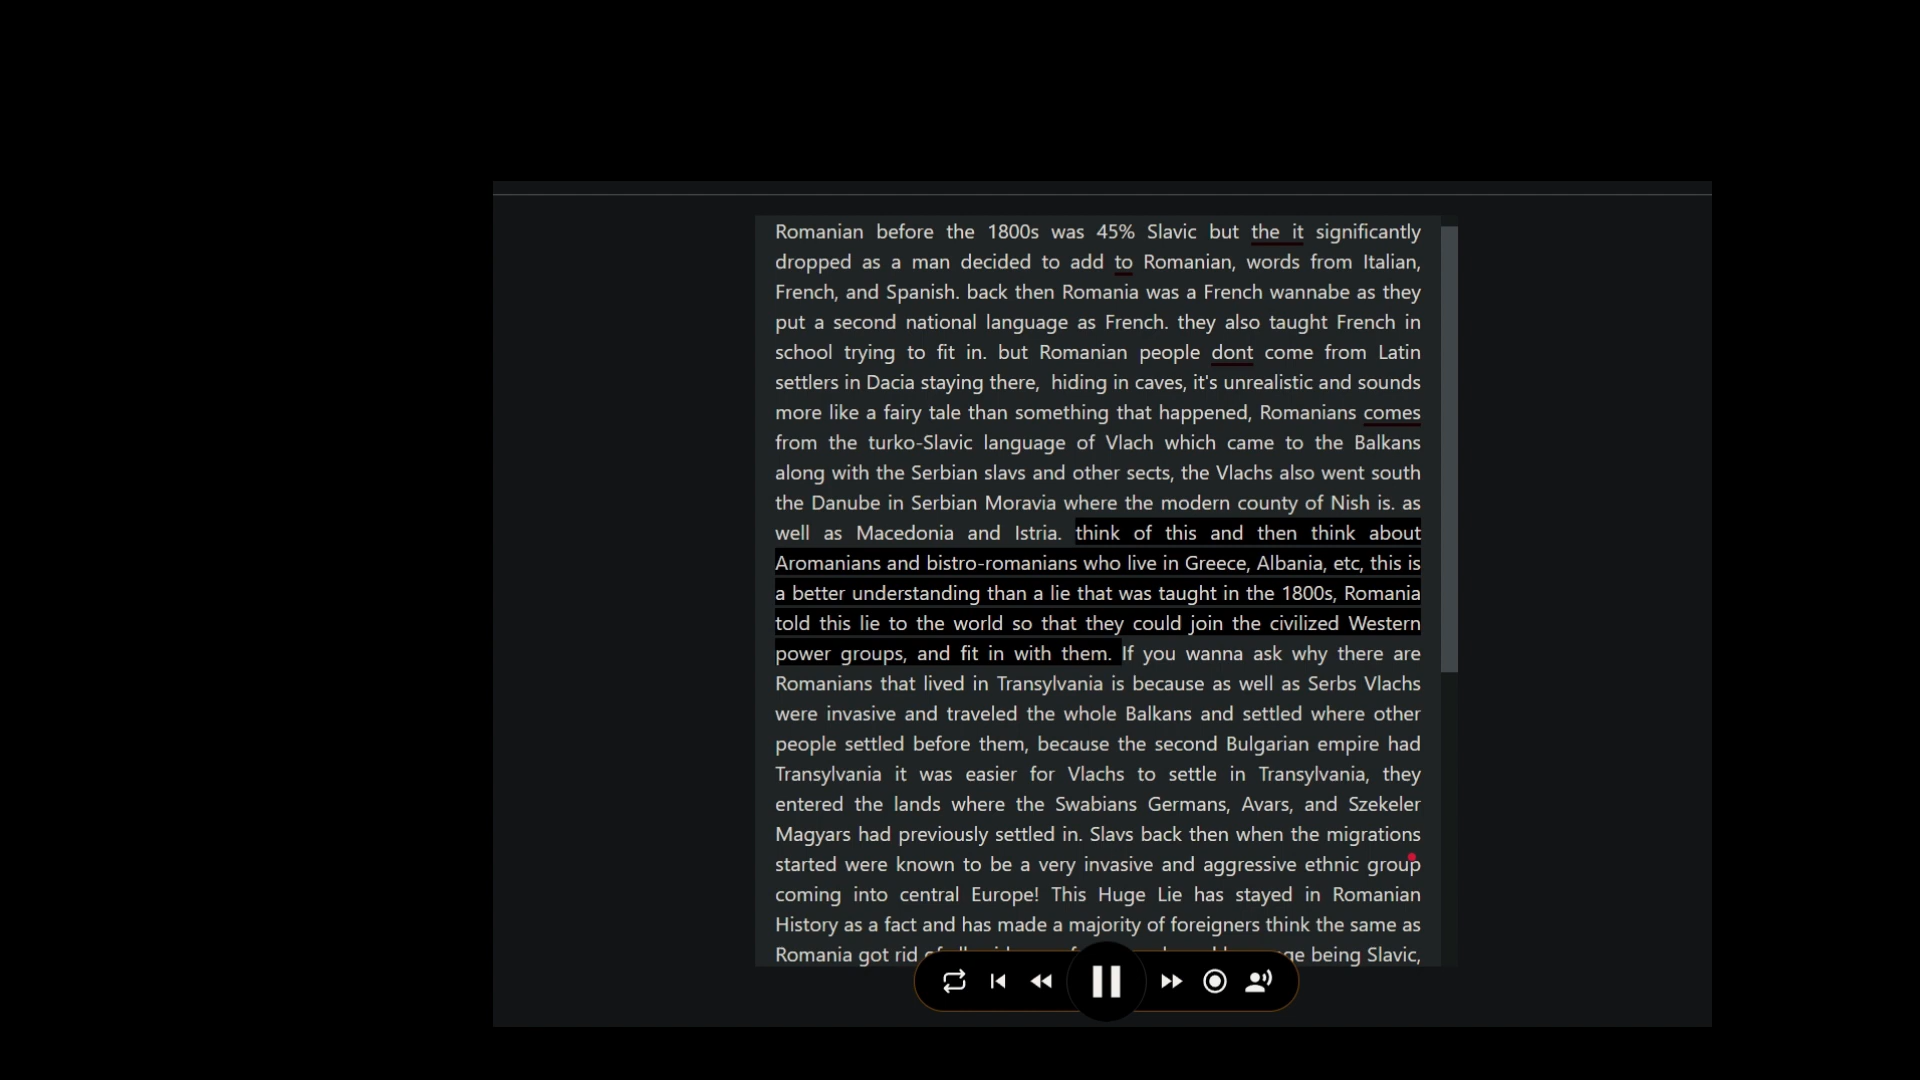 Romanian before the 1800s was 45% Slavic but the it significantly
dropped as a man decided to add to Romanian, words from Italian,
French, and Spanish. back then Romania was a French wannabe as they
put a second national language as French. they also taught French in
school trying to fit in. but Romanian people dont come from Latin
settlers in Dacia staying there,  hiding in caves, it's unrealistic and sounds
more like a fairy tale than something that happened, Romanians comes
from the turko-Slavic language of Vlach which came to the Balkans
along with the Serbian slavs and other sects, the Vlachs also went south
the Danube in Serbian Moravia where the modern county of Nish is. as
well as Macedonia and Istria. think of this and then think about
Aromanians and bistro-romanians who live in Greece, Albania, etc, this is
a better understanding than a lie that was taught in the 1800s, Romania
told this lie to the world so that they could join the civilized Western
power groups, and fit in with them. If you wanna ask why there are
Romanians that lived in Transylvania is because as well as Serbs Vlachs
were invasive and traveled the whole Balkans and settled where other
people settled before them, because the second Bulgarian empire had
Transylvania it was easier for Vlachs to settle in Transylvania, they
entered the lands where the Swabians Germans, Avars, and Szekeler
Magyars had previously settled in. Slavs back then when the migrations
started were known to be a very invasive and aggressive ethnic group
coming into central Europe! This Huge Lie has stayed in Romanian
History as a fact and has made a majority of foreigners think the same as
Romania got rid being Slavic,